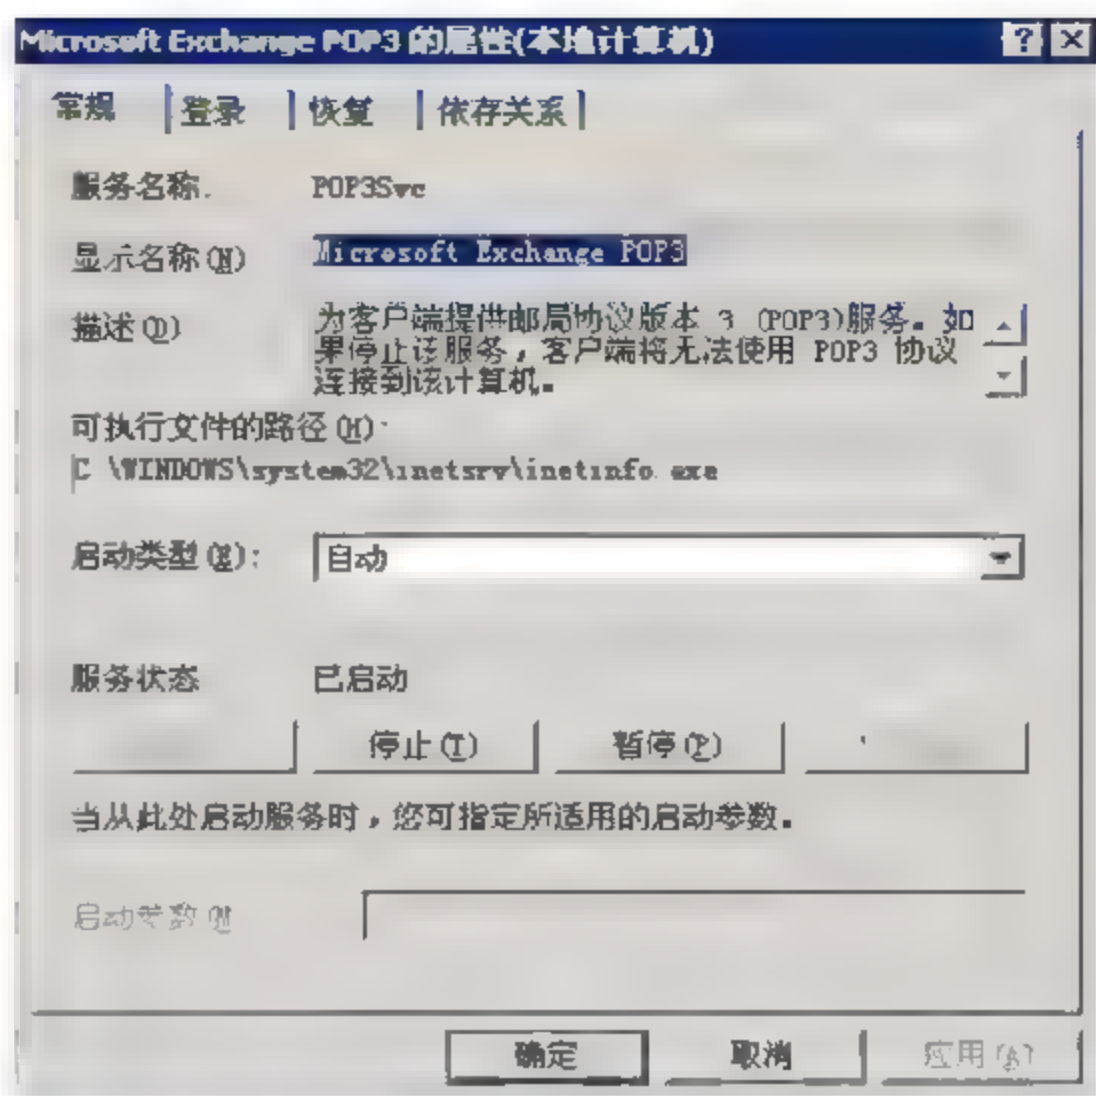 Microsoft Exchange POP3 的属性(本地计算机)
常规 登录 恢复 依存关系
服务名称: POP3Svc
显示名称(N) Microsoft Exchange POP3
描述(D) 为客户端提供邮局协议版本 3 (POP3)服务。如
果停止该服务，客户端将无法使用 POP3 协议
连接到该计算机。
可执行文件的路径(H):
C:\WINDOWS\system32\inetsrv\inetinfo.exe
启动类型(E): 自动
服务状态 已启动
停止(T) 暂停(P)
当从此处启动服务时，您可指定所适用的启动参数。
启动参数(M
确定 取消 应用(A)